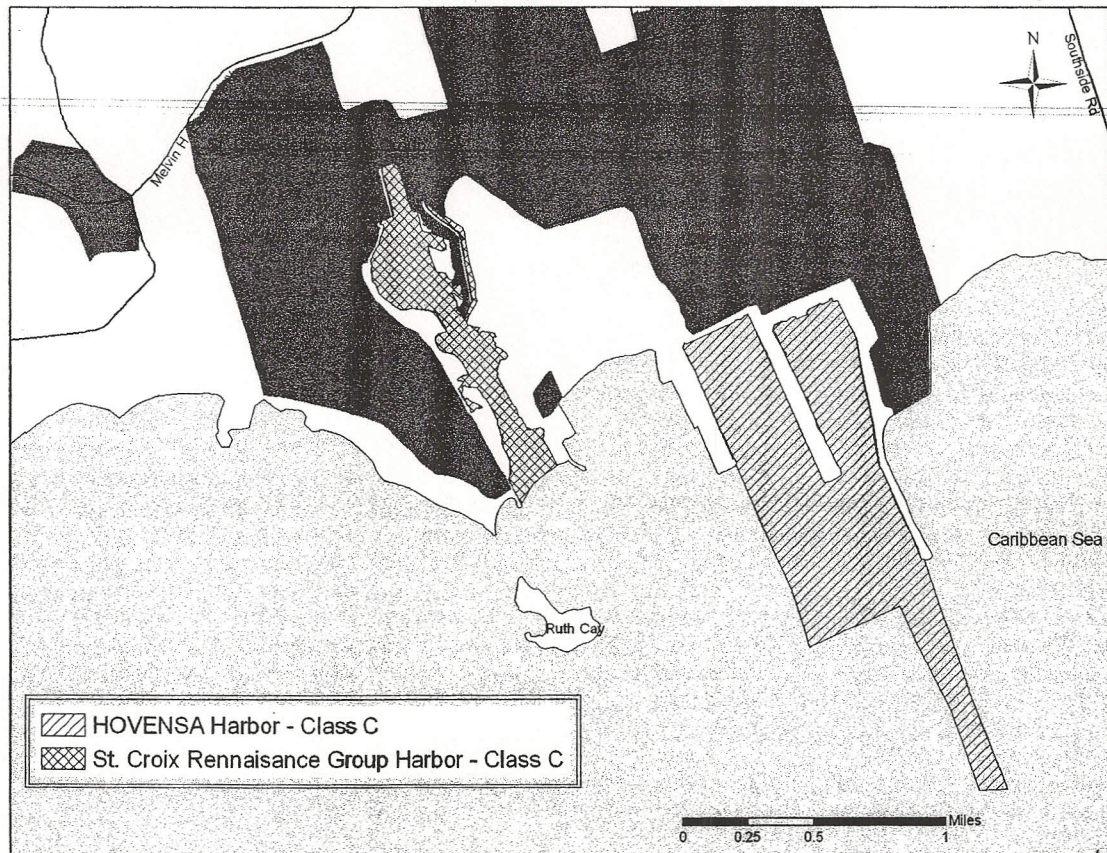 N
Southside Rd
Melvin H
Caribbean Sea
Ruth Cay
HOVENSA Harbor - Class C
St. Croix Rennaisance Group Harbor - Class C
Miles
0 0.25 0.5 1